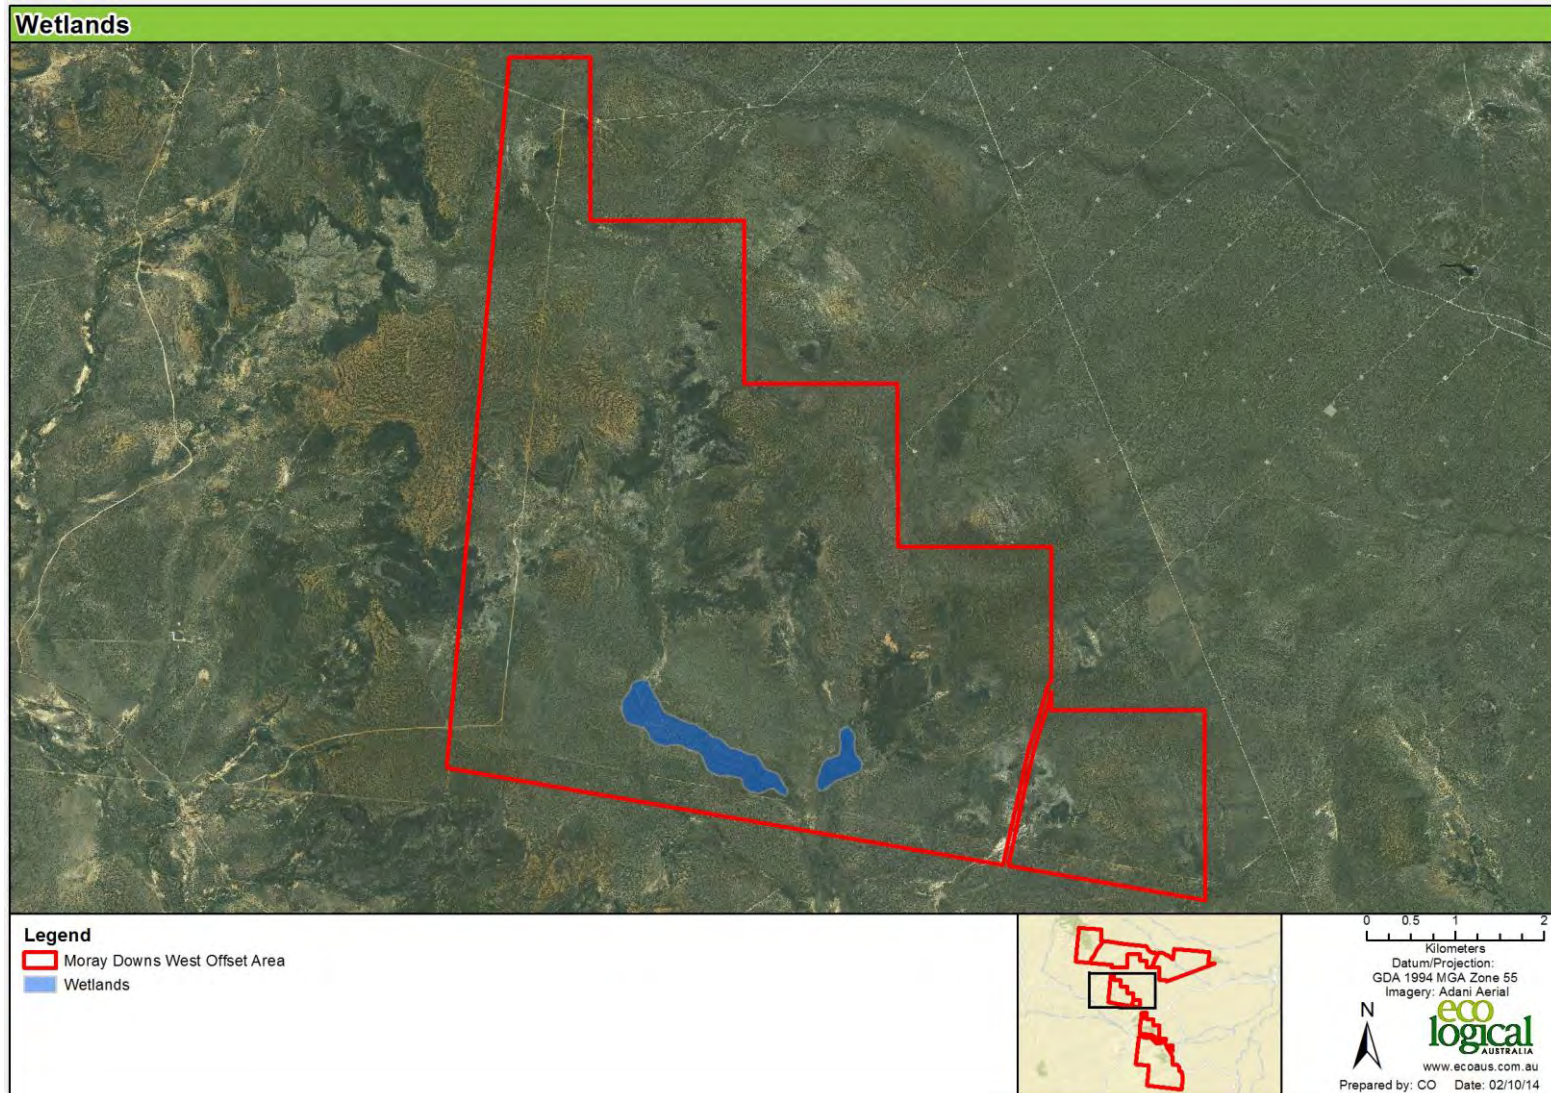 Wetlands
Legend
Moray Downs West Offset Area
Wetlands
0 0.5 1 2
Kilometers
Datum/Projection:
GDA 1994 MGA Zone 55
Imagery: Adani Aerial
N
eco
logical
AUSTRALIA
www.ecoaus.com.au
Prepared by: CO Date: 02/10/14